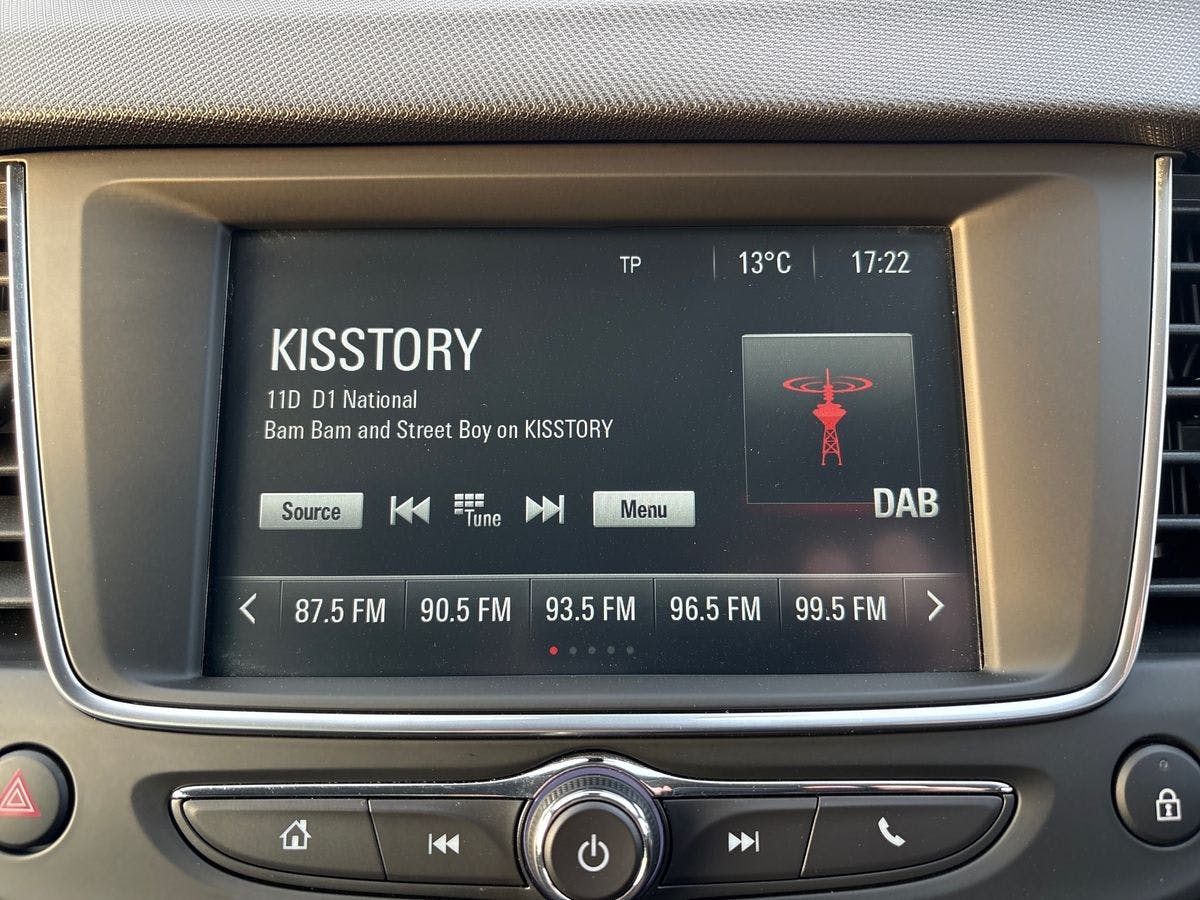 TP 13°C 17:22
KISSTORY
11D D1 National
Bam Bam and Street Boy on KISSTORY
Source Tune Menu
DAB
87.5 FM 90.5 FM 93.5 FM 96.5 FM 99.5 FM